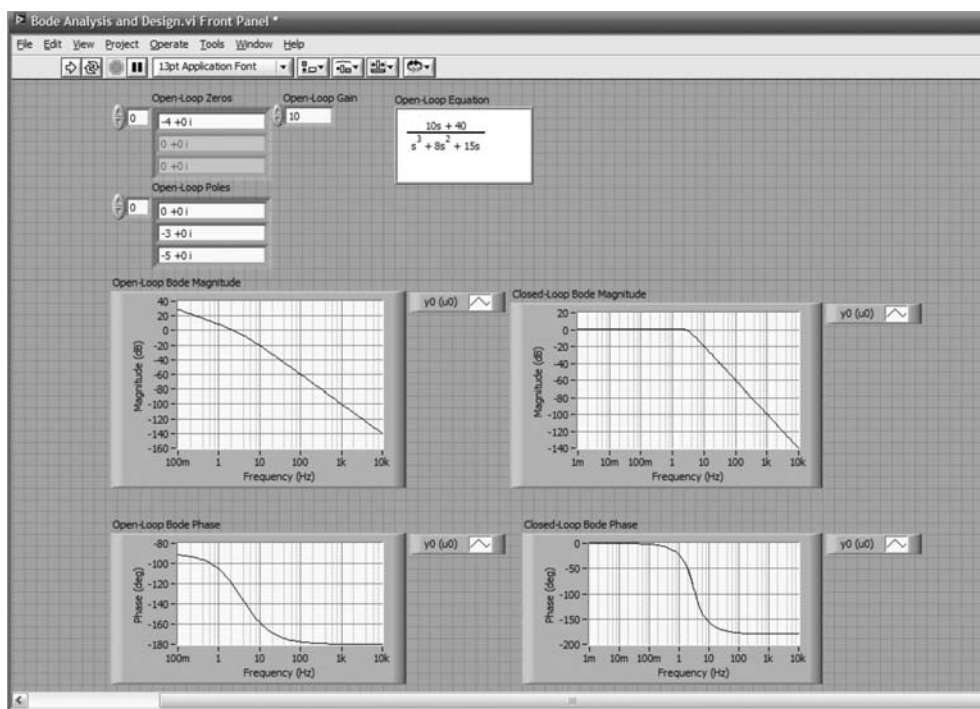 Bode Analysis and Design.vi Front Panel *
File Edit View Project Operate Tools Window Help
13pt Application Font
Open-Loop Zeros
0
-4 +0 i
0 +0 i
0 +0 i
Open-Loop Gain
10
Open-Loop Equation
10s + 40
s^3 + 8s^2 + 15s
Open-Loop Poles
0
0 +0 i
-3 +0 i
-5 +0 i
Open-Loop Bode Magnitude
y0 (u0)
Magnitude (dB)
40
20
0
-20
-40
-60
-80
-100
-120
-140
-160
100m 1 10 100 1k 10k
Frequency (Hz)
Closed-Loop Bode Magnitude
y0 (u0)
Magnitude (dB)
20
0
-20
-40
-60
-80
-100
-120
-140
1m 10m 100m 1 10 100 1k 10k
Frequency (Hz)
Open-Loop Bode Phase
y0 (u0)
Phase (deg)
-80
-100
-120
-140
-160
-180
100m 1 10 100 1k 10k
Frequency (Hz)
Closed-Loop Bode Phase
y0 (u0)
Phase (deg)
0
-50
-100
-150
-200
1m 10m 100m 1 10 100 1k 10k
Frequency (Hz)